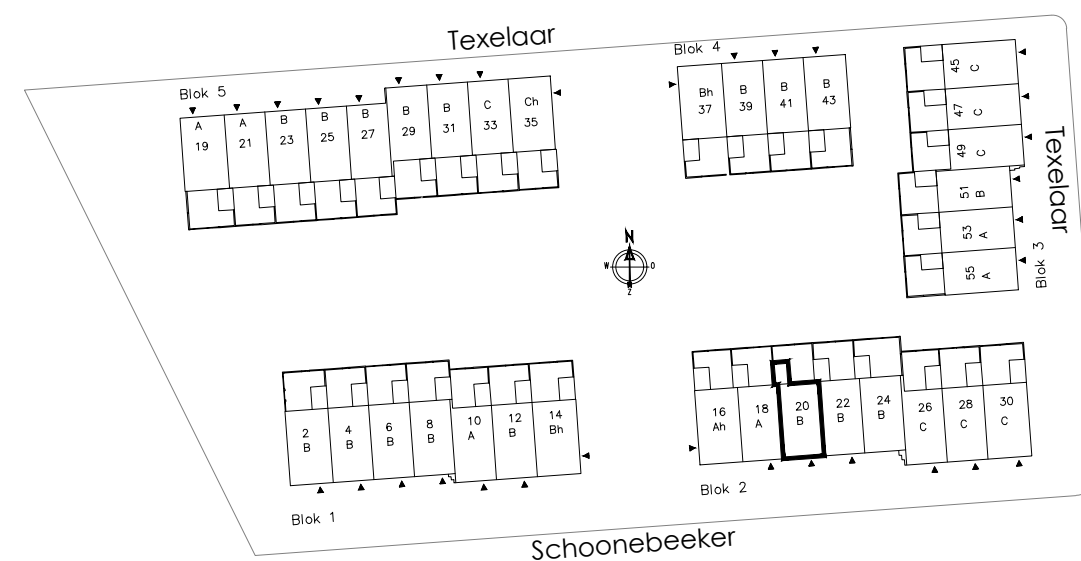 Texelaar
Blok 5
A
19
A
21
B
23
B
25
B
27
B
29
B
31
C
33
Ch
35
Blok 4
Bh
37
B
39
B
41
B
43
45
C
47
C
49
C
51
B
53
A
55
A
Texelaar
Blok 3
N
W
O
Z
2
B
4
B
6
B
8
B
10
A
12
B
14
Bh
Blok 1
16
Ah
18
A
20
B
22
B
24
B
26
C
28
C
30
C
Blok 2
Schoonebeeker